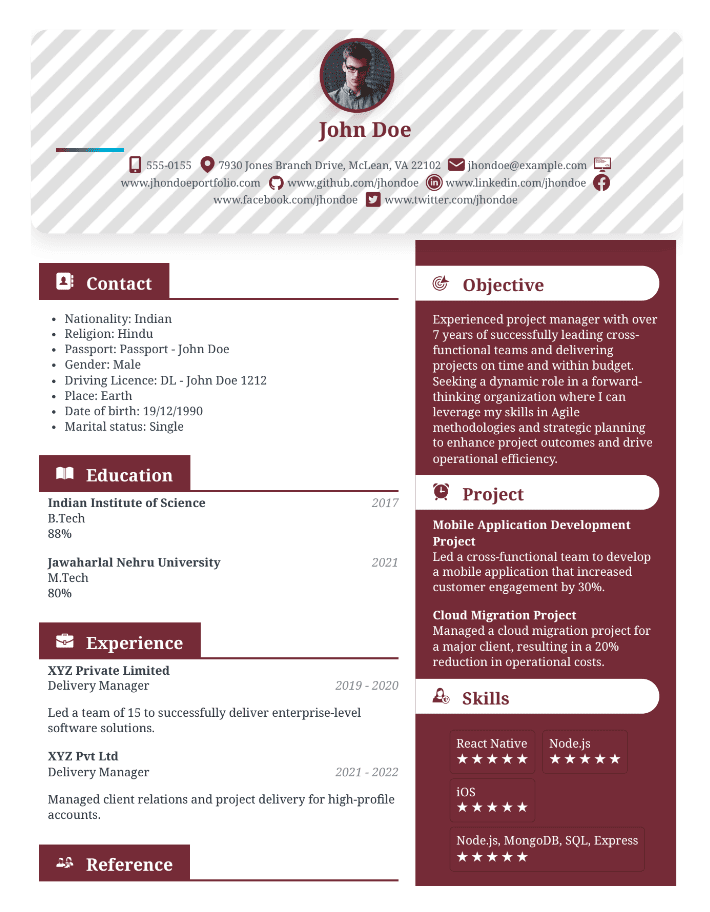 John Doe
555-0155 7930 Jones Branch Drive, McLean, VA 22102 jhondoe@example.com
www.jhondoeportfolio.com www.github.com/jhondoe www.linkedin.com/jhondoe
www.facebook.com/jhondoe www.twitter.com/jhondoe
Contact
• Nationality: Indian
• Religion: Hindu
• Passport: Passport - John Doe
• Gender: Male
• Driving Licence: DL - John Doe 1212
• Place: Earth
• Date of birth: 19/12/1990
• Marital status: Single
Education
Indian Institute of Science 2017
B.Tech
88%
Jawaharlal Nehru University 2021
M.Tech
80%
Experience
XYZ Private Limited
Delivery Manager 2019 - 2020
Led a team of 15 to successfully deliver enterprise-level
software solutions.
XYZ Pvt Ltd
Delivery Manager 2021 - 2022
Managed client relations and project delivery for high-profile
accounts.
Reference
Objective
Experienced project manager with over
7 years of successfully leading cross-
functional teams and delivering
projects on time and within budget.
Seeking a dynamic role in a forward-
thinking organization where I can
leverage my skills in Agile
methodologies and strategic planning
to enhance project outcomes and drive
operational efficiency.
Project
Mobile Application Development
Project
Led a cross-functional team to develop
a mobile application that increased
customer engagement by 30%.
Cloud Migration Project
Managed a cloud migration project for
a major client, resulting in a 20%
reduction in operational costs.
Skills
React Native Node.js
★★★★★ ★★★★★
iOS
★★★★★
Node.js, MongoDB, SQL, Express
★★★★★